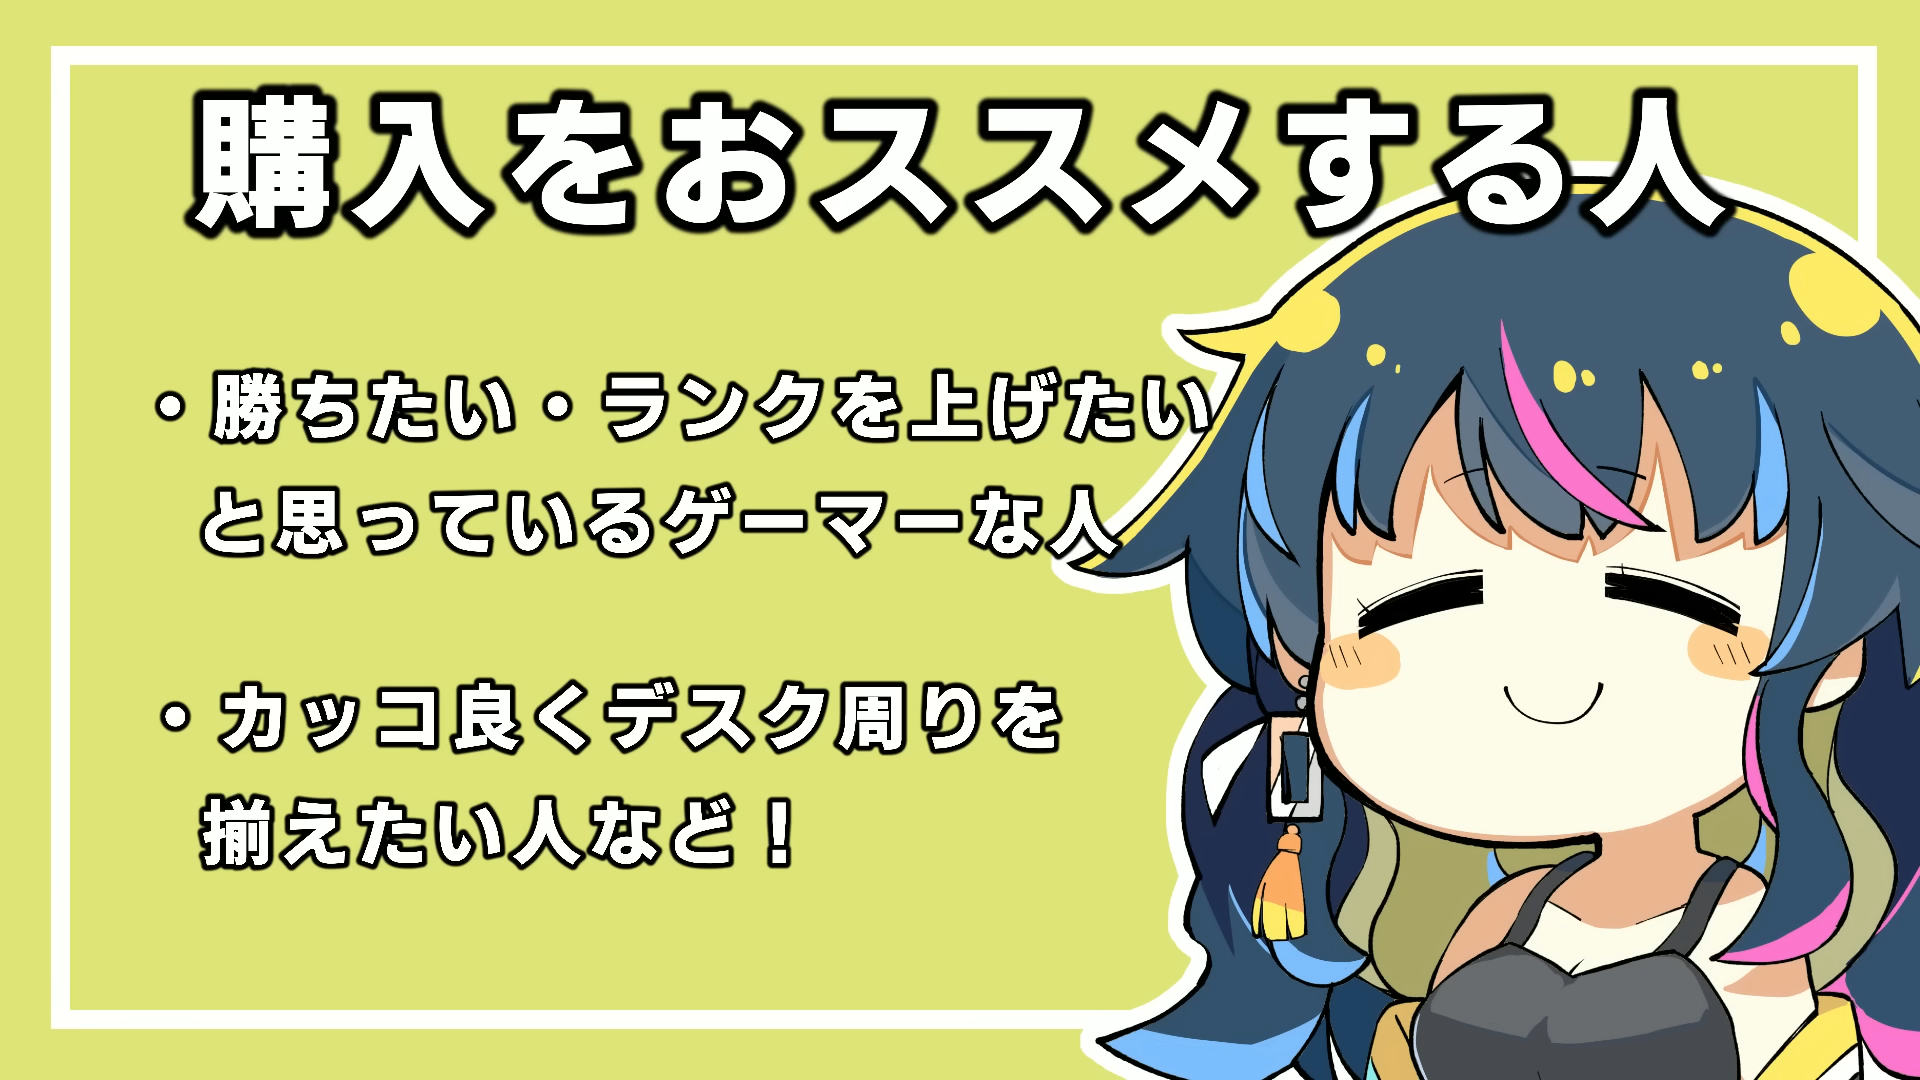 購入をおススメする人
・勝ちたい・ランクを上げたい
と思っているゲーマーな人
・カッコ良くデスク周りを
揃えたい人など！